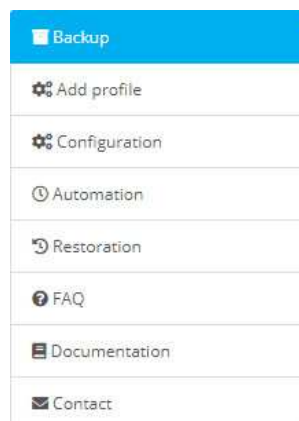 Backup
Add profile
Configuration
Automation
Restoration
FAQ
Documentation
Contact